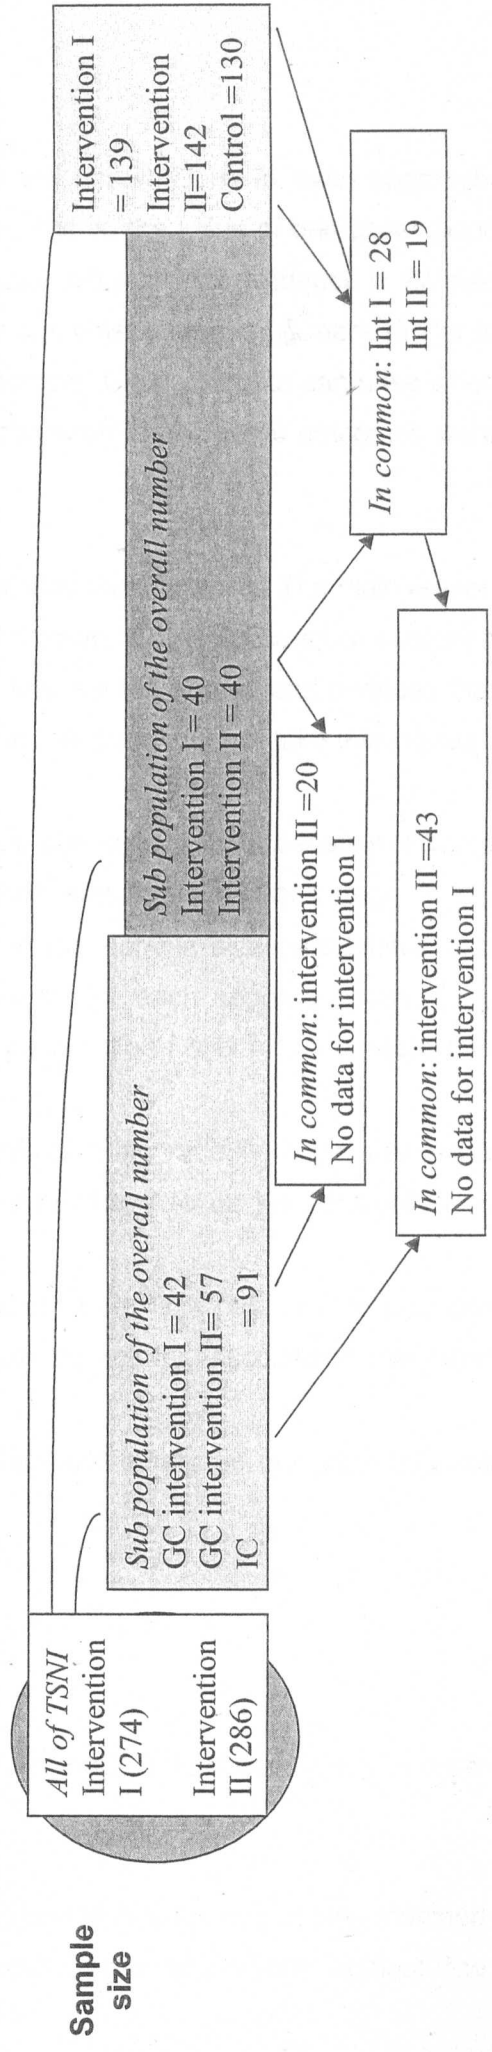 Sample
size
All of TSNI
Intervention
I (274)
Intervention
II (286)
Sub population of the overall number
GC intervention I = 42
GC intervention II= 57
IC = 91
Sub population of the overall number
Intervention I = 40
Intervention II = 40
Intervention I
= 139
Intervention
II=142
Control =130
In common: intervention II =20
No data for intervention I
In common: Int I = 28
Int II = 19
In common: intervention II =43
No data for intervention I